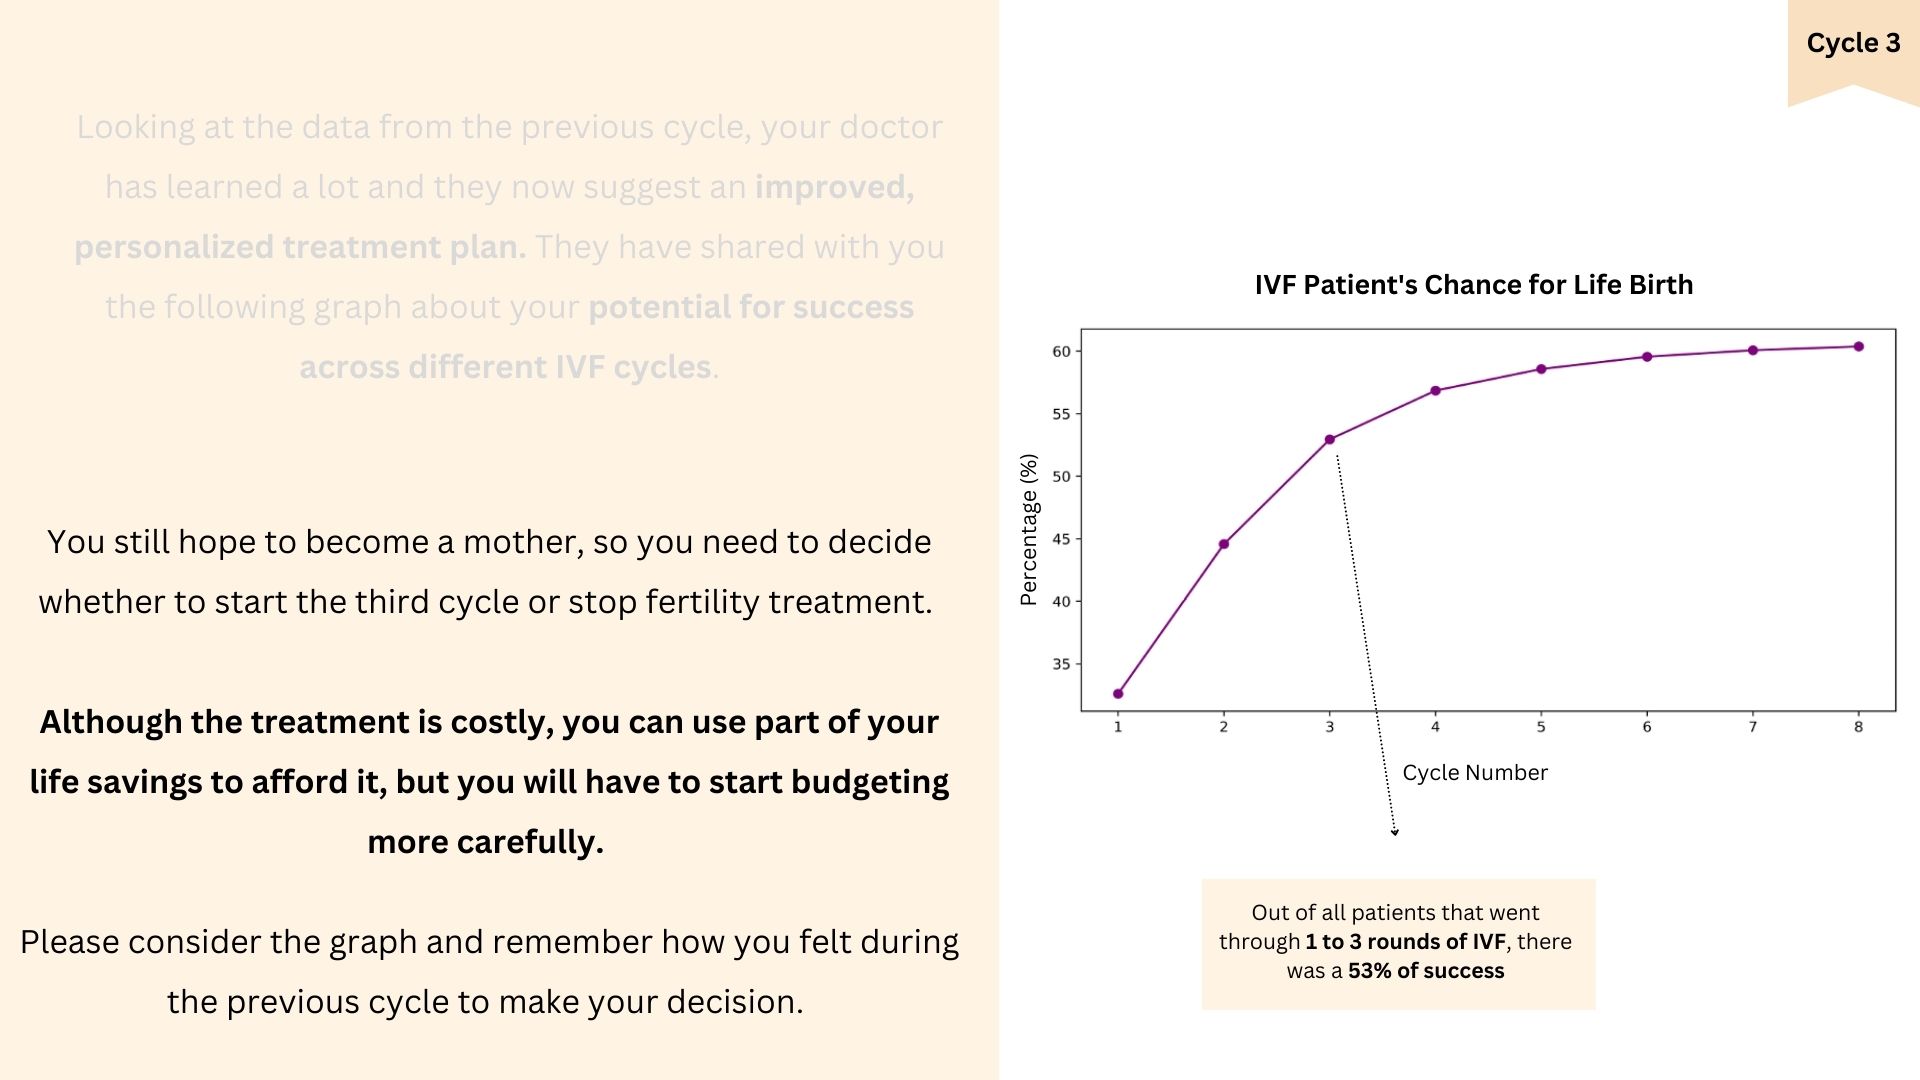 Cycle 3
Looking at the data from the previous cycle, your doctor
has learned a lot and they now suggest an improved,
personalized treatment plan. They have shared with you
the following graph about your potential for success
across different IVF cycles.
You still hope to become a mother, so you need to decide
whether to start the third cycle or stop fertility treatment.
Although the treatment is costly, you can use part of your
life savings to afford it, but you will have to start budgeting
more carefully.
Please consider the graph and remember how you felt during
the previous cycle to make your decision.
IVF Patient's Chance for Life Birth
Percentage (%)
60
55
50
45
40
35
1 2 3 4 5 6 7 8
Cycle Number
Out of all patients that went
through 1 to 3 rounds of IVF, there
was a 53% of success